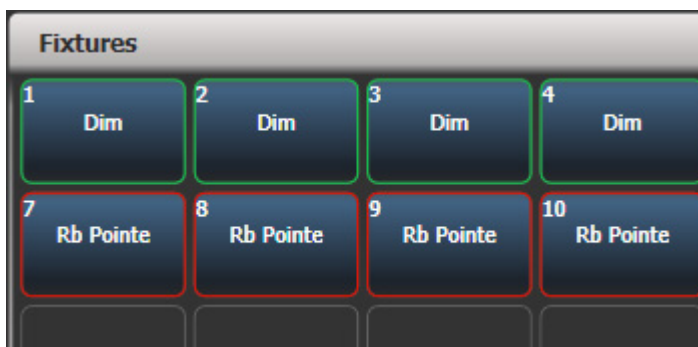 Fixtures
1 2 3 4
Dim Dim Dim Dim
7 8 9 10
Rb Pointe Rb Pointe Rb Pointe Rb Pointe